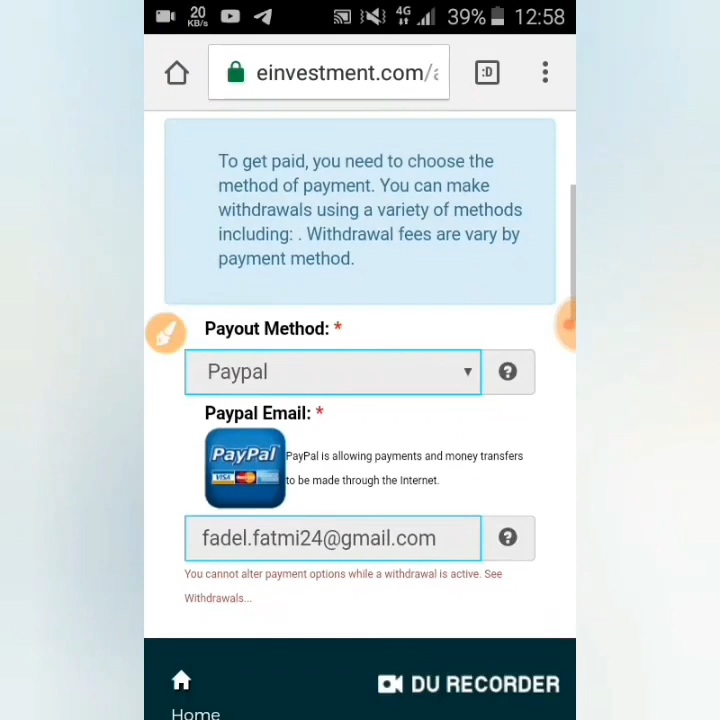 20
KB/s
4G
39%
12:58
einvestment.com/a
:D
To get paid, you need to choose the
method of payment. You can make
withdrawals using a variety of methods
including: . Withdrawal fees are vary by
payment method.
Payout Method: *
Paypal
Paypal Email: *
PayPal
VISA
PayPal is allowing payments and money transfers
to be made through the Internet.
fadel.fatmi24@gmail.com
You cannot alter payment options while a withdrawal is active. See
Withdrawals...
DU RECORDER
Home